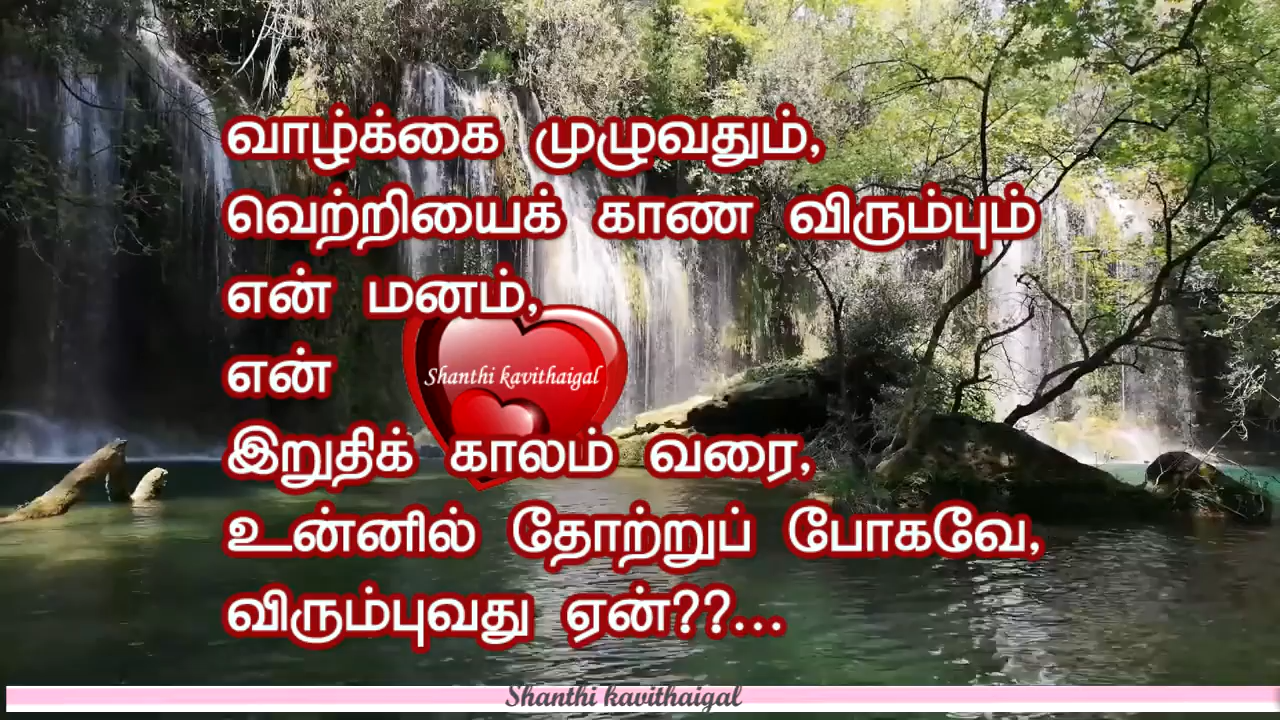 வாழ்க்கை முழுவதும்,
வெற்றியைக் காண விரும்பும்
என் மனம்,
என்
Shanthi kavithaigal
இறுதிக் காலம் வரை,
உன்னில் தோற்றுப் போகவே,
விரும்புவது ஏன்??...
Shanthi kavithaigal